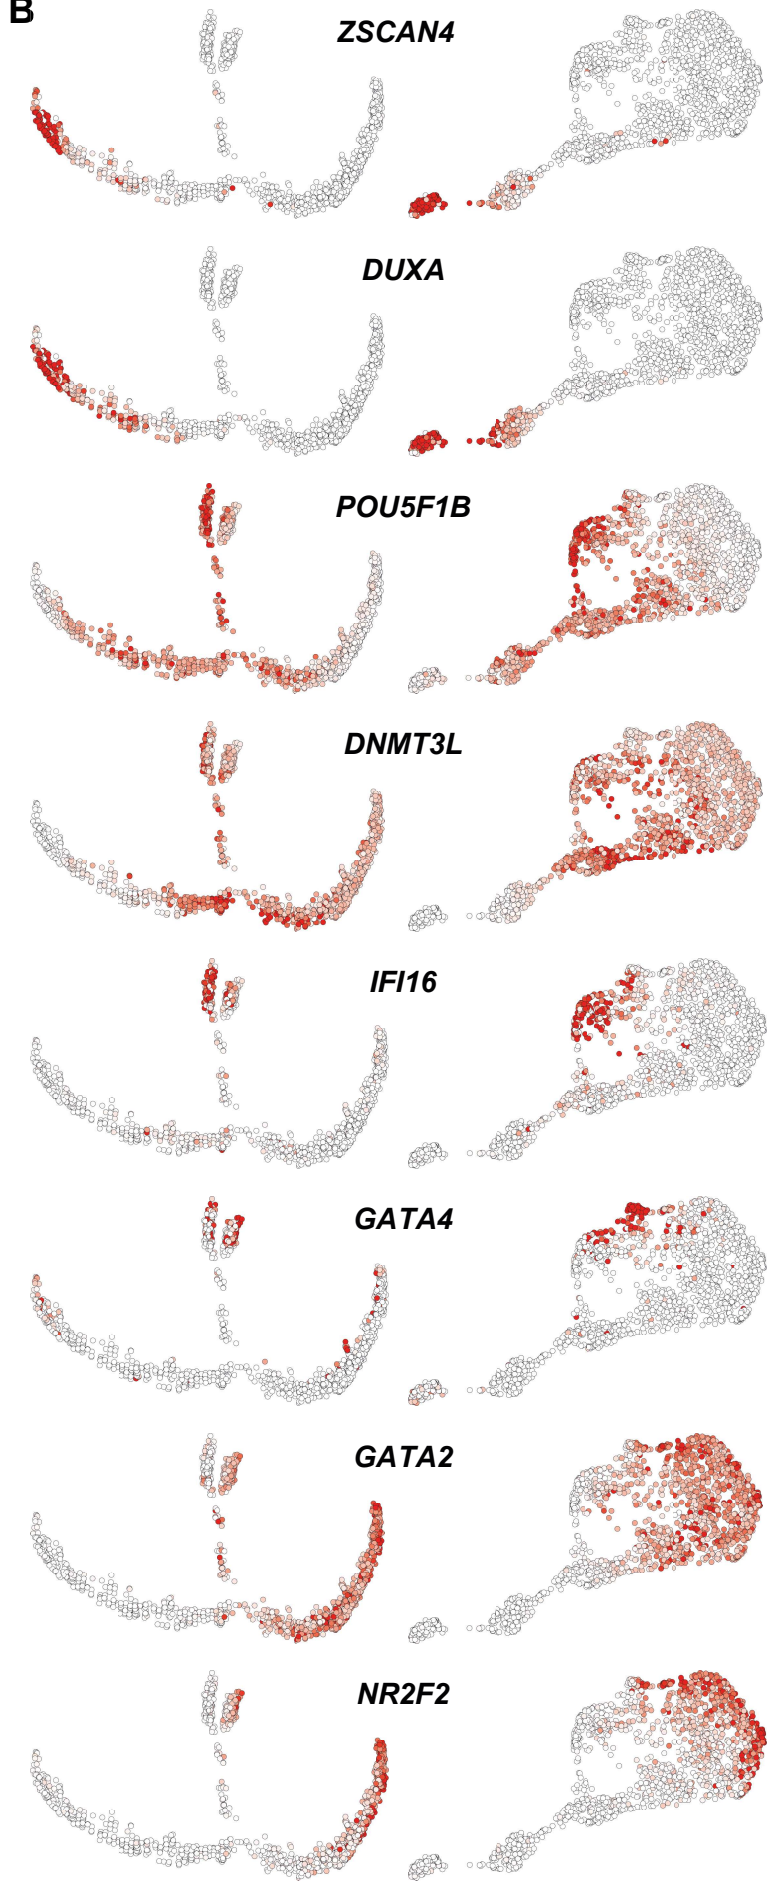 B
ZSCAN4
DUXA
POU5F1B
DNMT3L
IFI16
GATA4
GATA2
NR2F2